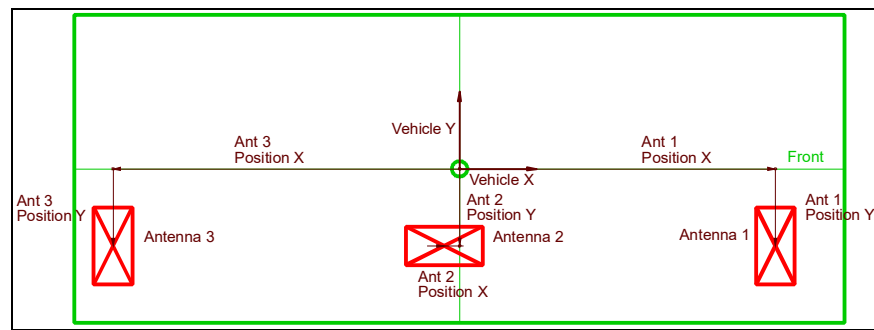 Vehicle Y
Ant 3
Position X
Ant 1
Position X
Front
Vehicle X
Ant 3
Position Y
Ant 2
Position Y
Ant 1
Position Y
Antenna 3
Antenna 2
Antenna 1
Ant 2
Position X